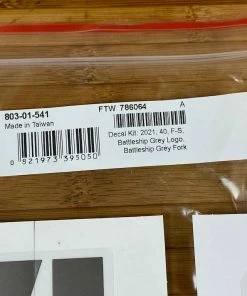 803-01-541
Made in Taiwan
0 821973 395050
FTW 786064 A
Decal Kit: 2021, 40, F-S,
Battleship Grey Logo,
Battleship Grey Fork